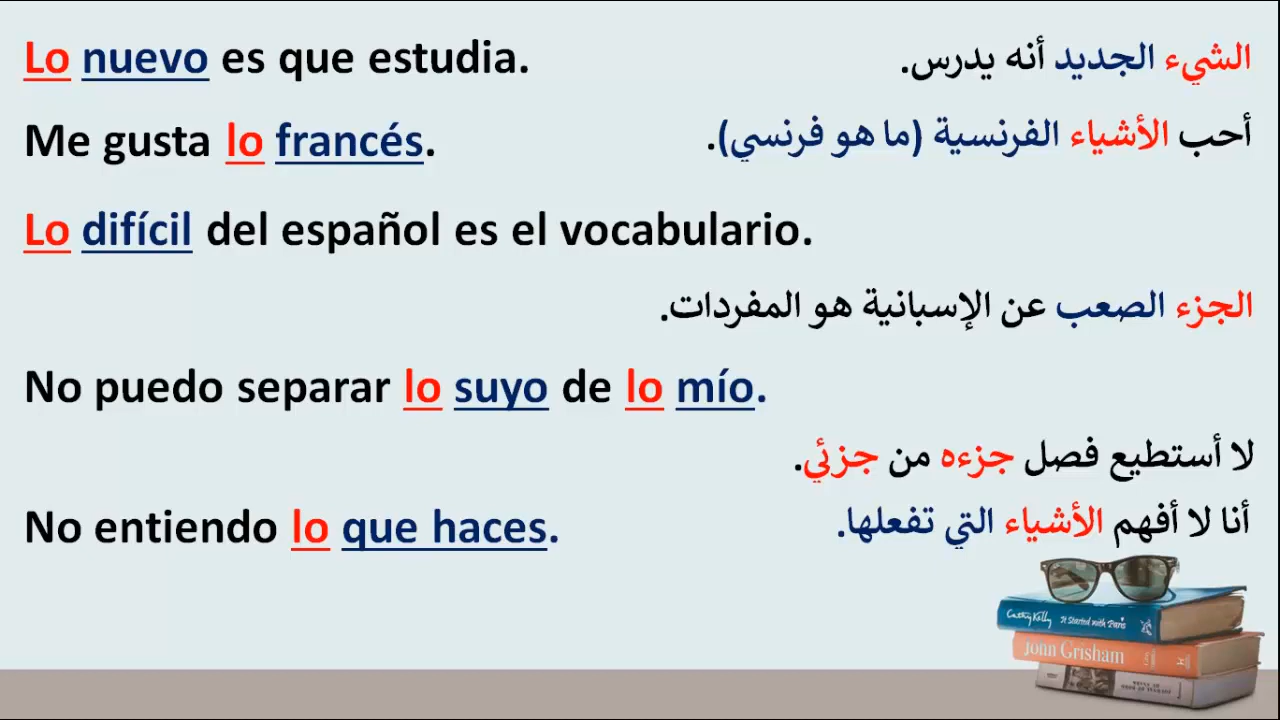 Lo nuevo es que estudia.
الشيء الجديد أنه يدرس.
Me gusta lo francés.
أحب الأشياء الفرنسية (ما هو فرنسي).
Lo difícil del español es el vocabulario.
الجزء الصعب عن الإسبانية هو المفردات.
No puedo separar lo suyo de lo mío.
لا أستطيع فصل جزءه من جزئي.
No entiendo lo que haces.
أنا لا أفهم الأشياء التي تفعلها.
Cathy Kelly It Started with Paris
John Grisham